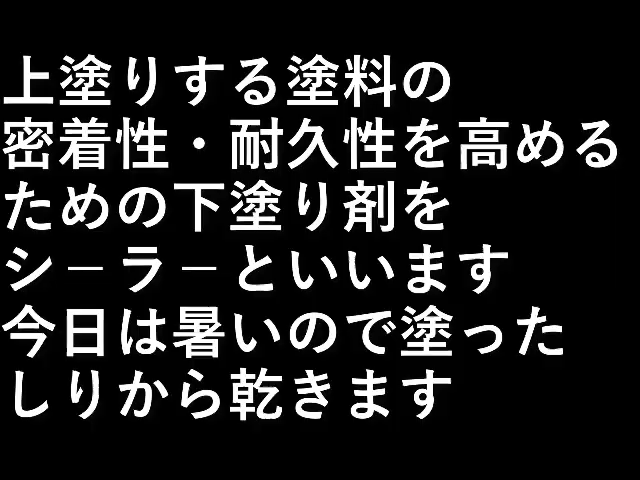 上塗りする塗料の
密着性・耐久性を高める
ための下塗り剤を
シ−ラ−といいます
今日は暑いので塗った
しりから乾きます